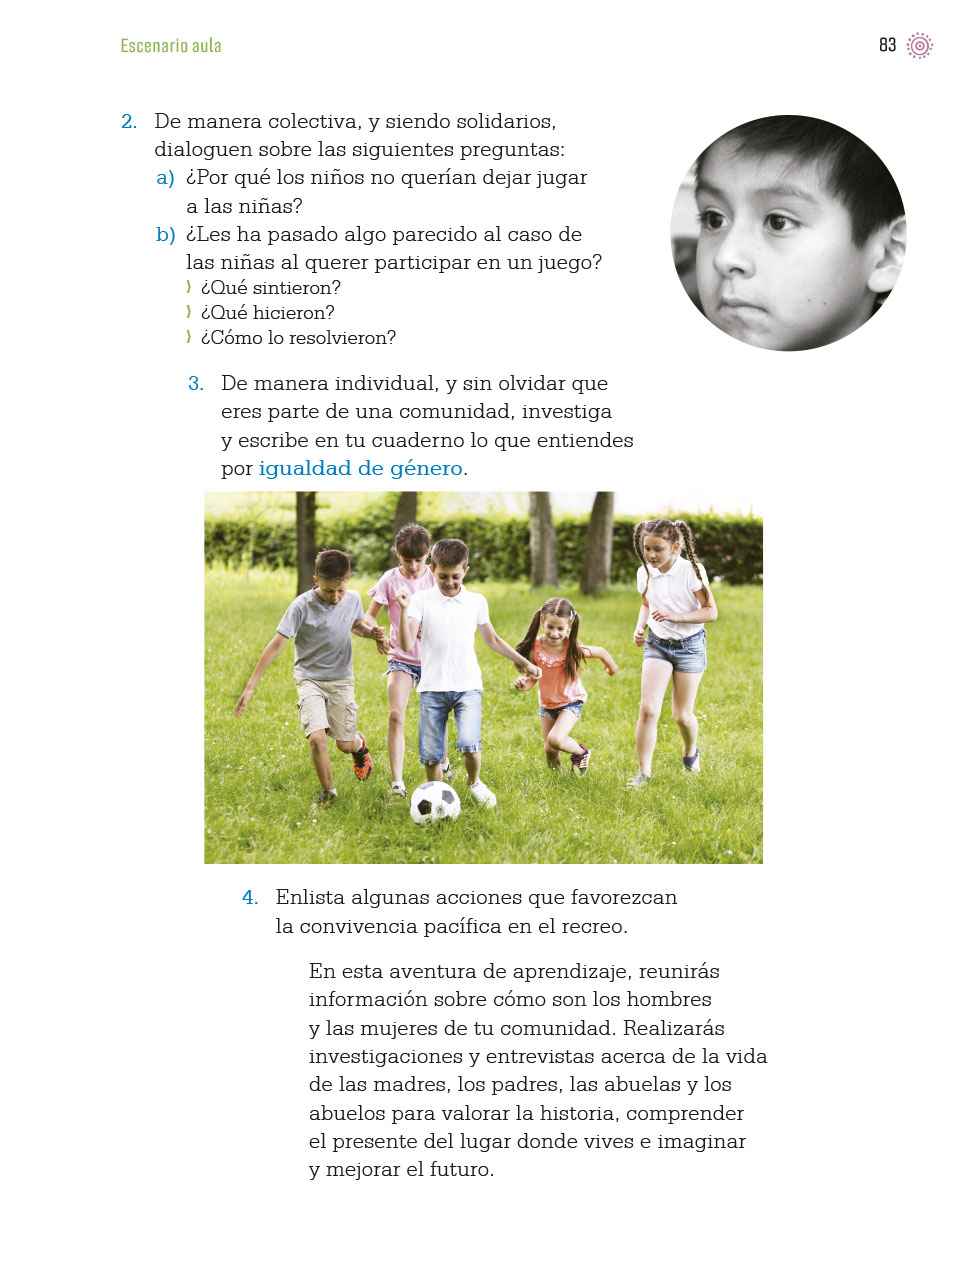 Escenario aula
83
2. De manera colectiva, y siendo solidarios,
dialoguen sobre las siguientes preguntas:
a) ¿Por qué los niños no querían dejar jugar
a las niñas?
b) ¿Les ha pasado algo parecido al caso de
las niñas al querer participar en un juego?
¿Qué sintieron?
¿Qué hicieron?
¿Cómo lo resolvieron?
3. De manera individual, y sin olvidar que
eres parte de una comunidad, investiga
y escribe en tu cuaderno lo que entiendes
por igualdad de género.
4. Enlista algunas acciones que favorezcan
la convivencia pacífica en el recreo.
En esta aventura de aprendizaje, reunirás
información sobre cómo son los hombres
y las mujeres de tu comunidad. Realizarás
investigaciones y entrevistas acerca de la vida
de las madres, los padres, las abuelas y los
abuelos para valorar la historia, comprender
el presente del lugar donde vives e imaginar
y mejorar el futuro.